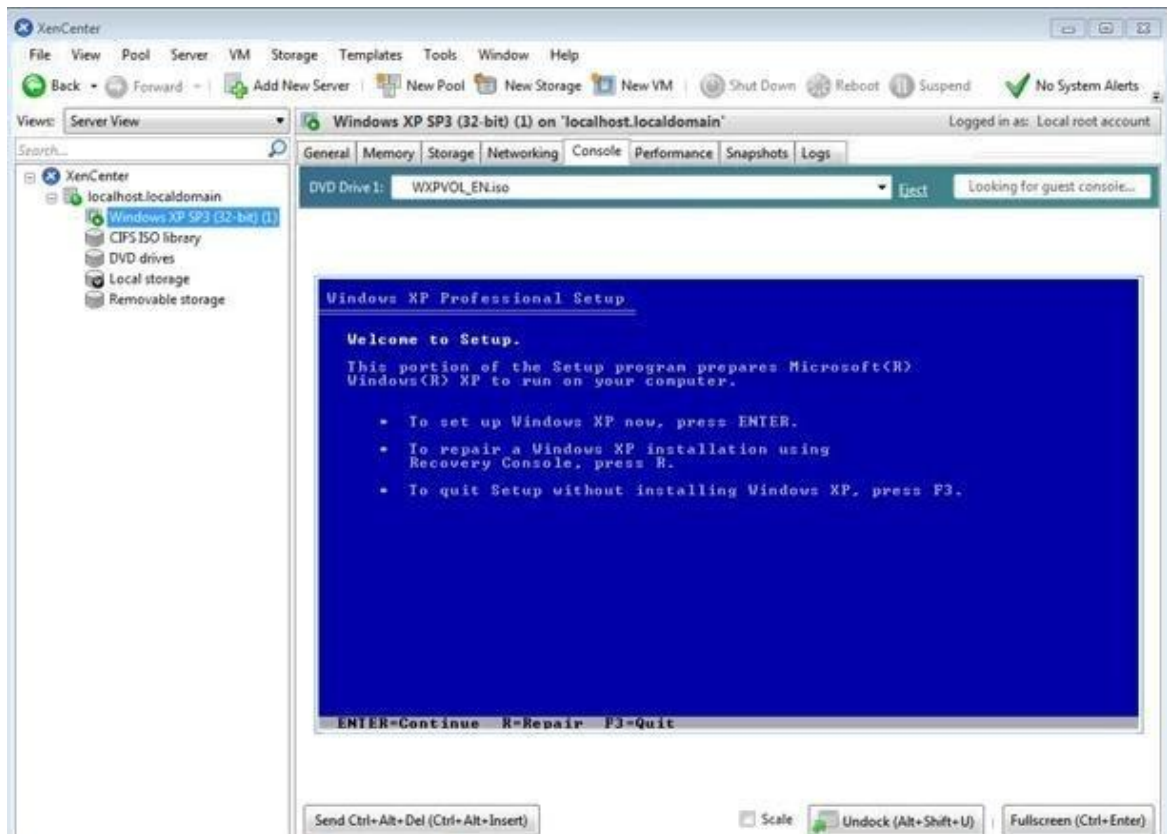 XenCenter
File View Pool Server VM Storage Templates Tools Window Help
Back Forward Add New Server New Pool New Storage New VM Shut Down Reboot Suspend No System Alerts
Views: Server View
Windows XP SP3 (32-bit) (1) on 'localhost.localdomain' Logged in as: Local root account
Search...
General Memory Storage Networking Console Performance Snapshots Logs
XenCenter
localhost.localdomain
Windows XP SP3 (32-bit) (1)
CIFS ISO library
DVD drives
Local storage
Removable storage
DVD Drive 1: WXPVOL_EN.iso Eject Looking for guest console...
Windows XP Professional Setup
Welcome to Setup.
This portion of the Setup program prepares Microsoft(R)
Windows(R) XP to run on your computer.
• To set up Windows XP now, press ENTER.
• To repair a Windows XP installation using
Recovery Console, press R.
• To quit Setup without installing Windows XP, press F3.
ENTER=Continue R=Repair F3=Quit
Send Ctrl+Alt+Del (Ctrl+Alt+Insert) Scale Undock (Alt+Shift+U) Fullscreen (Ctrl+Enter)